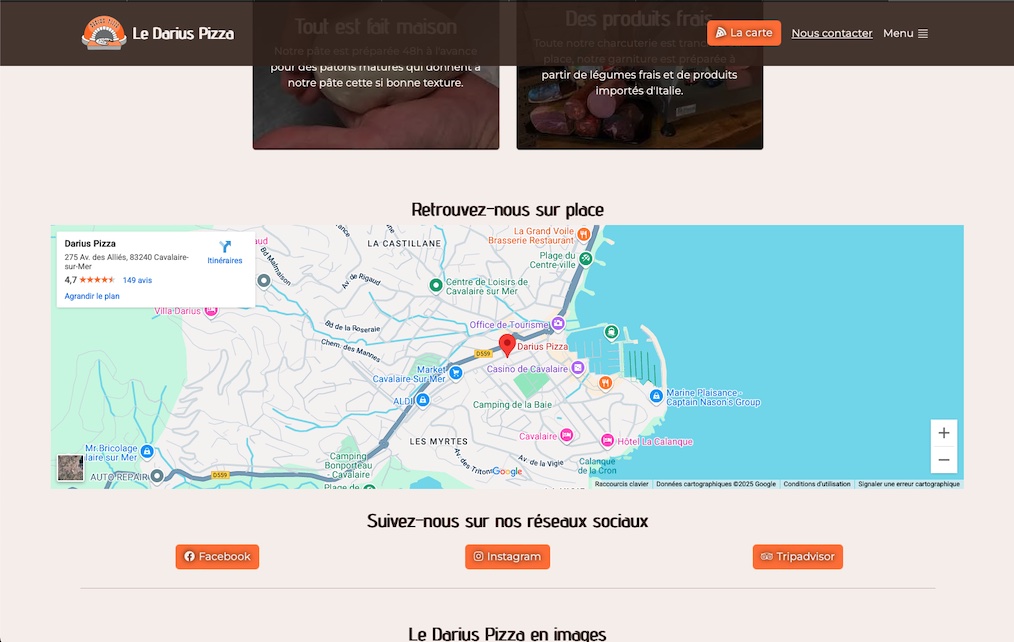 Le Darius Pizza
La carte
Nous contacter
Menu
Tout est fait maison
Notre pâte est préparée 48h à l'avance
pour des pâtons maturés qui donnent à
notre pâte cette si bonne texture.
Des produits frais
Toute notre charcuterie est tranchée sur
place, notre garniture est préparée à
partir de légumes frais et de produits
importés d'Italie.
Retrouvez-nous sur place
Darius Pizza
275 Av. des Alliés, 83240 Cavalaire-
sur-Mer
4,7
149 avis
Agrandir le plan
Itinéraires
aud
Bd Malmaison
LA CASTILLANE
La Grand Voile
Brasserie Restaurant
Plage du
Centre-ville
Av. de Rigaud
Centre de Loisirs de
Cavalaire sur Mer
Villa Darius
Bd de la Roseraie
Office de Tourisme
Chem. des Mannes
Darius Pizza
D559
Casino de Cavalaire
Market
Cavalaire-Sur-Mer
ALDI
Camping de la Baie
Marine Plaisance -
Captain Nason's Group
LES MYRTES
Cavalaire
Hôtel La Calanque
Mr.Bricolage
laire sur Mer
Camping
Bonporteau
- Cavalaire
Av. des Tritons
Av. de la Vigie
Calanque
de la Cron
AUTO REPAIR
D559
Google
Plage de
Raccourcis clavier
Données cartographiques ©2025 Google
Conditions d'utilisation
Signaler une erreur cartographique
Suivez-nous sur nos réseaux sociaux
Facebook
Instagram
Tripadvisor
Le Darius Pizza en images